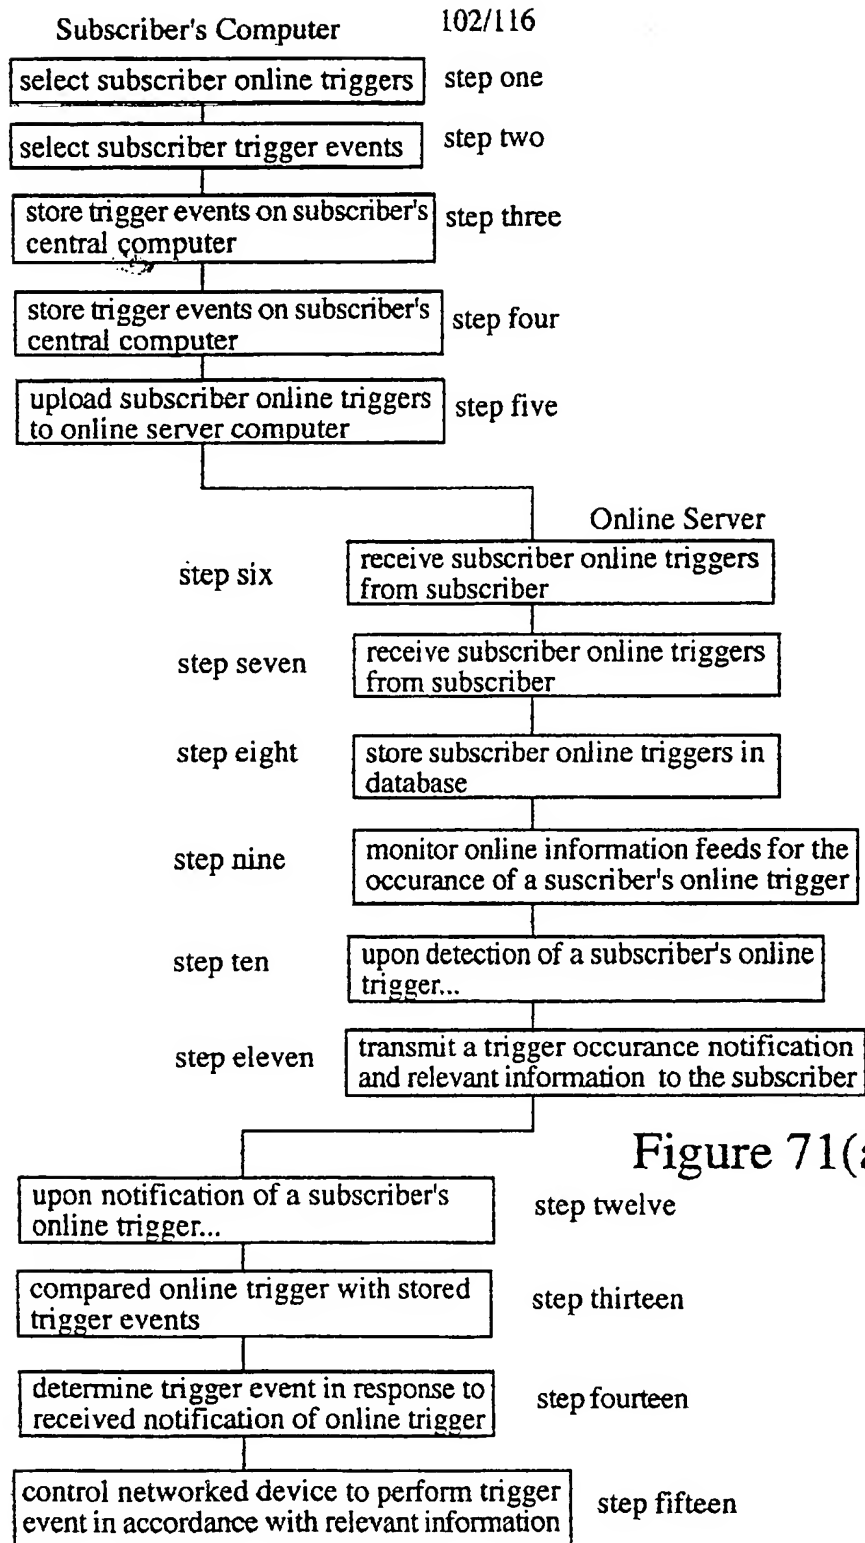 Subscriber's Computer
102/116
select subscriber online triggers
step one
select subscriber trigger events
step two
store trigger events on subscriber's
central computer
step three
store trigger events on subscriber's
central computer
step four
upload subscriber online triggers
to online server computer
step five
Online Server
step six
receive subscriber online triggers
from subscriber
step seven
receive subscriber online triggers
from subscriber
step eight
store subscriber online triggers in
database
step nine
monitor online information feeds for the
occurance of a suscriber's online trigger
step ten
upon detection of a subscriber's online
trigger...
step eleven
transmit a trigger occurance notification
and relevant information to the subscriber
Figure 71(a
upon notification of a subscriber's
online trigger...
step twelve
compared online trigger with stored
trigger events
step thirteen
determine trigger event in response to
received notification of online trigger
step fourteen
control networked device to perform trigger
event in accordance with relevant information
step fifteen